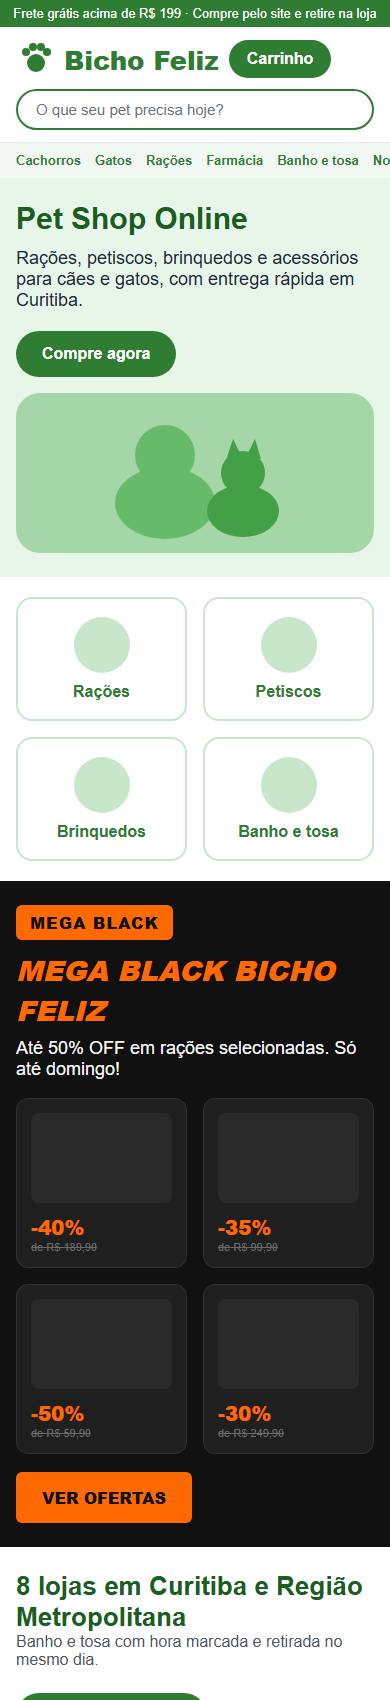 Frete grátis acima de R$ 199 · Compre pelo site e retire na loja
Bicho Feliz
Carrinho
O que seu pet precisa hoje?
Cachorros Gatos Rações Farmácia Banho e tosa No
Pet Shop Online
Rações, petiscos, brinquedos e acessórios
para cães e gatos, com entrega rápida em
Curitiba.
Compre agora
Rações
Petiscos
Brinquedos
Banho e tosa
MEGA BLACK
MEGA BLACK BICHO
FELIZ
Até 50% OFF em rações selecionadas. Só
até domingo!
-40%
de R$ 189,90
-35%
de R$ 99,90
-50%
de R$ 59,90
-30%
de R$ 249,90
VER OFERTAS
8 lojas em Curitiba e Região
Metropolitana
Banho e tosa com hora marcada e retirada no
mesmo dia.